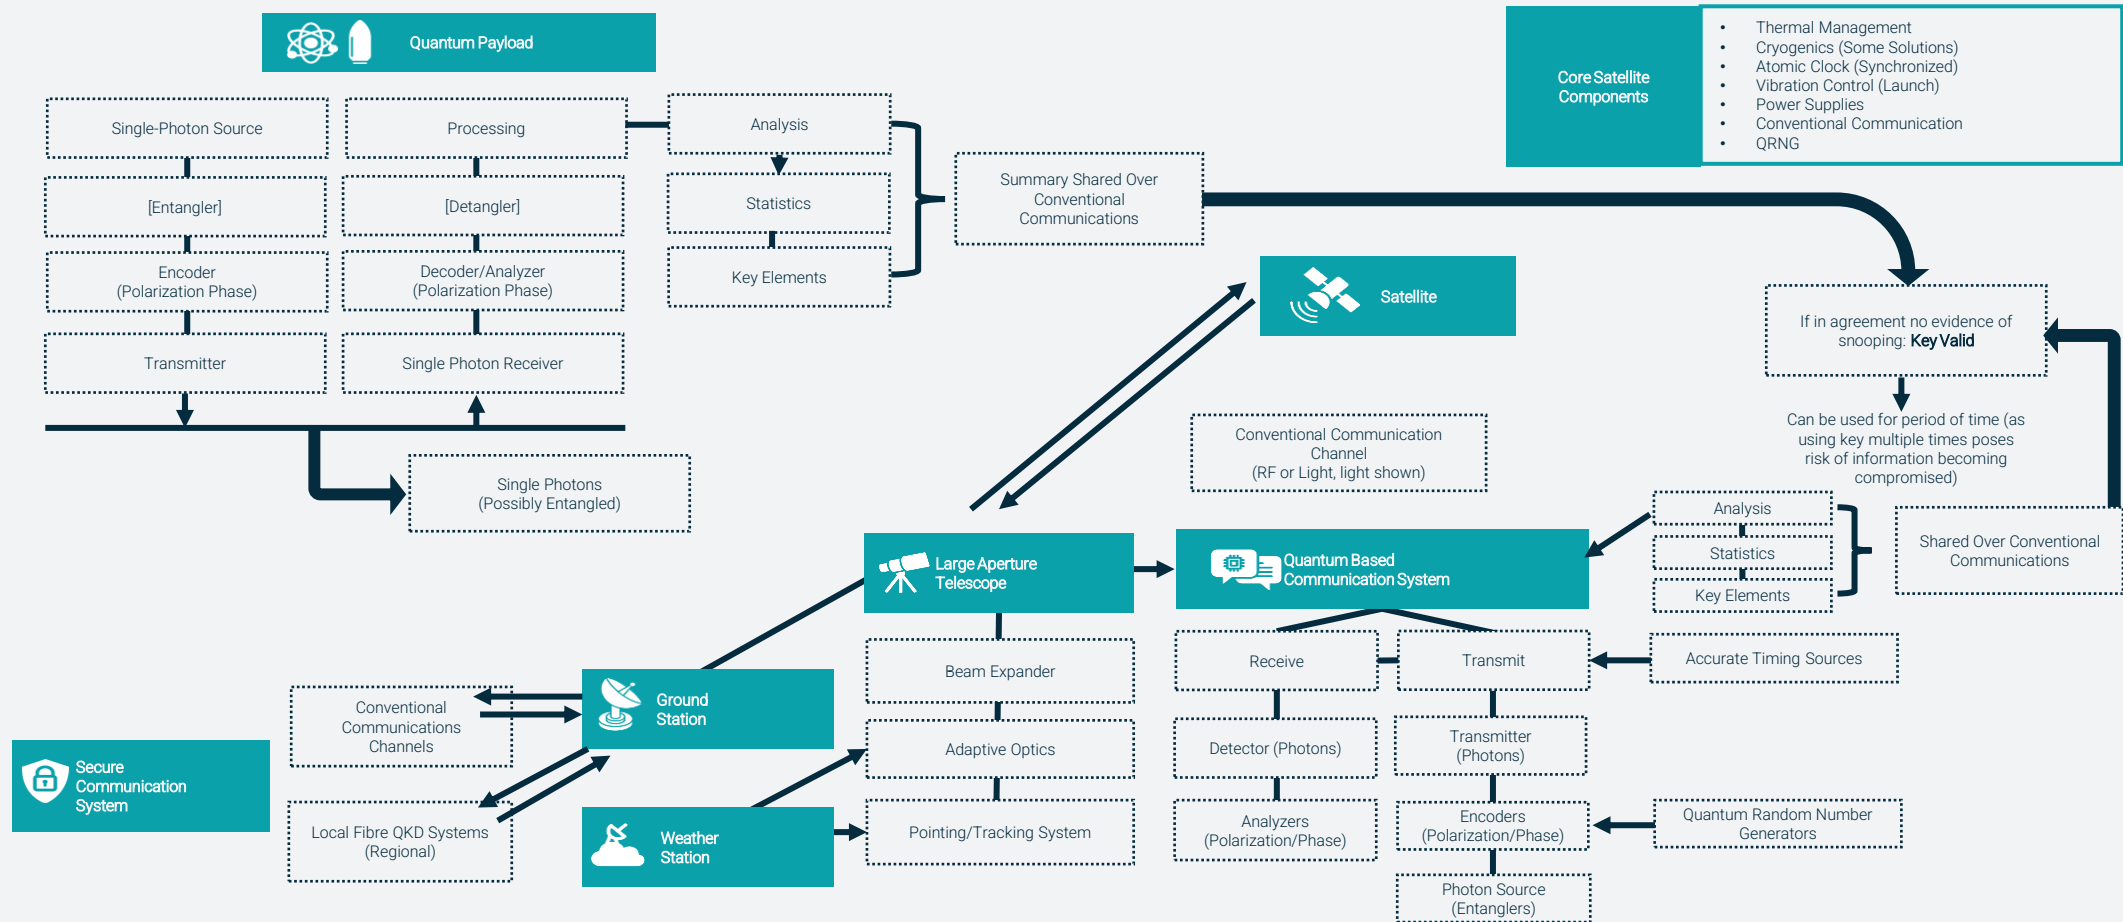 Quantum Payload
Core Satellite
Components
• Thermal Management
• Cryogenics (Some Solutions)
• Atomic Clock (Synchronized)
• Vibration Control (Launch)
• Power Supplies
• Conventional Communication
• QRNG
Single-Photon Source
[Entangler]
Encoder
(Polarization Phase)
Transmitter
Processing
[Detangler]
Decoder/Analyzer
(Polarization Phase)
Single Photon Receiver
Analysis
Statistics
Key Elements
Summary Shared Over
Conventional
Communications
Single Photons
(Possibly Entangled)
Satellite
If in agreement no evidence of
snooping: Key Valid
Can be used for period of time (as
using key multiple times poses
risk of information becoming
compromised)
Conventional Communication
Channel
(RF or Light, light shown)
Large Aperture
Telescope
Quantum Based
Communication System
Analysis
Statistics
Key Elements
Shared Over Conventional
Communications
Beam Expander
Adaptive Optics
Pointing/Tracking System
Receive
Detector (Photons)
Analyzers
(Polarization/Phase)
Transmit
Transmitter
(Photons)
Encoders
(Polarization/Phase)
Photon Source
(Entanglers)
Accurate Timing Sources
Quantum Random Number
Generators
Ground
Station
Conventional
Communications
Channels
Secure
Communication
System
Local Fibre QKD Systems
(Regional)
Weather
Station